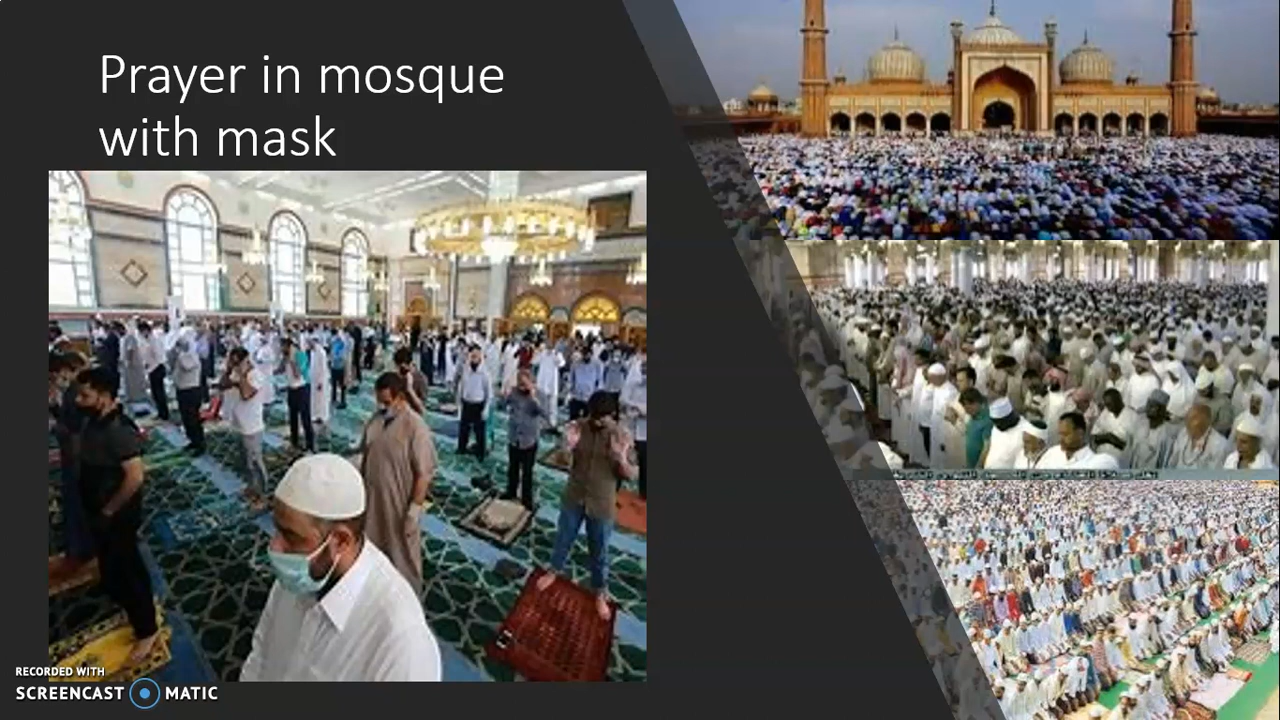 Prayer in mosque
with mask
RECORDED WITH
SCREENCAST MATIC